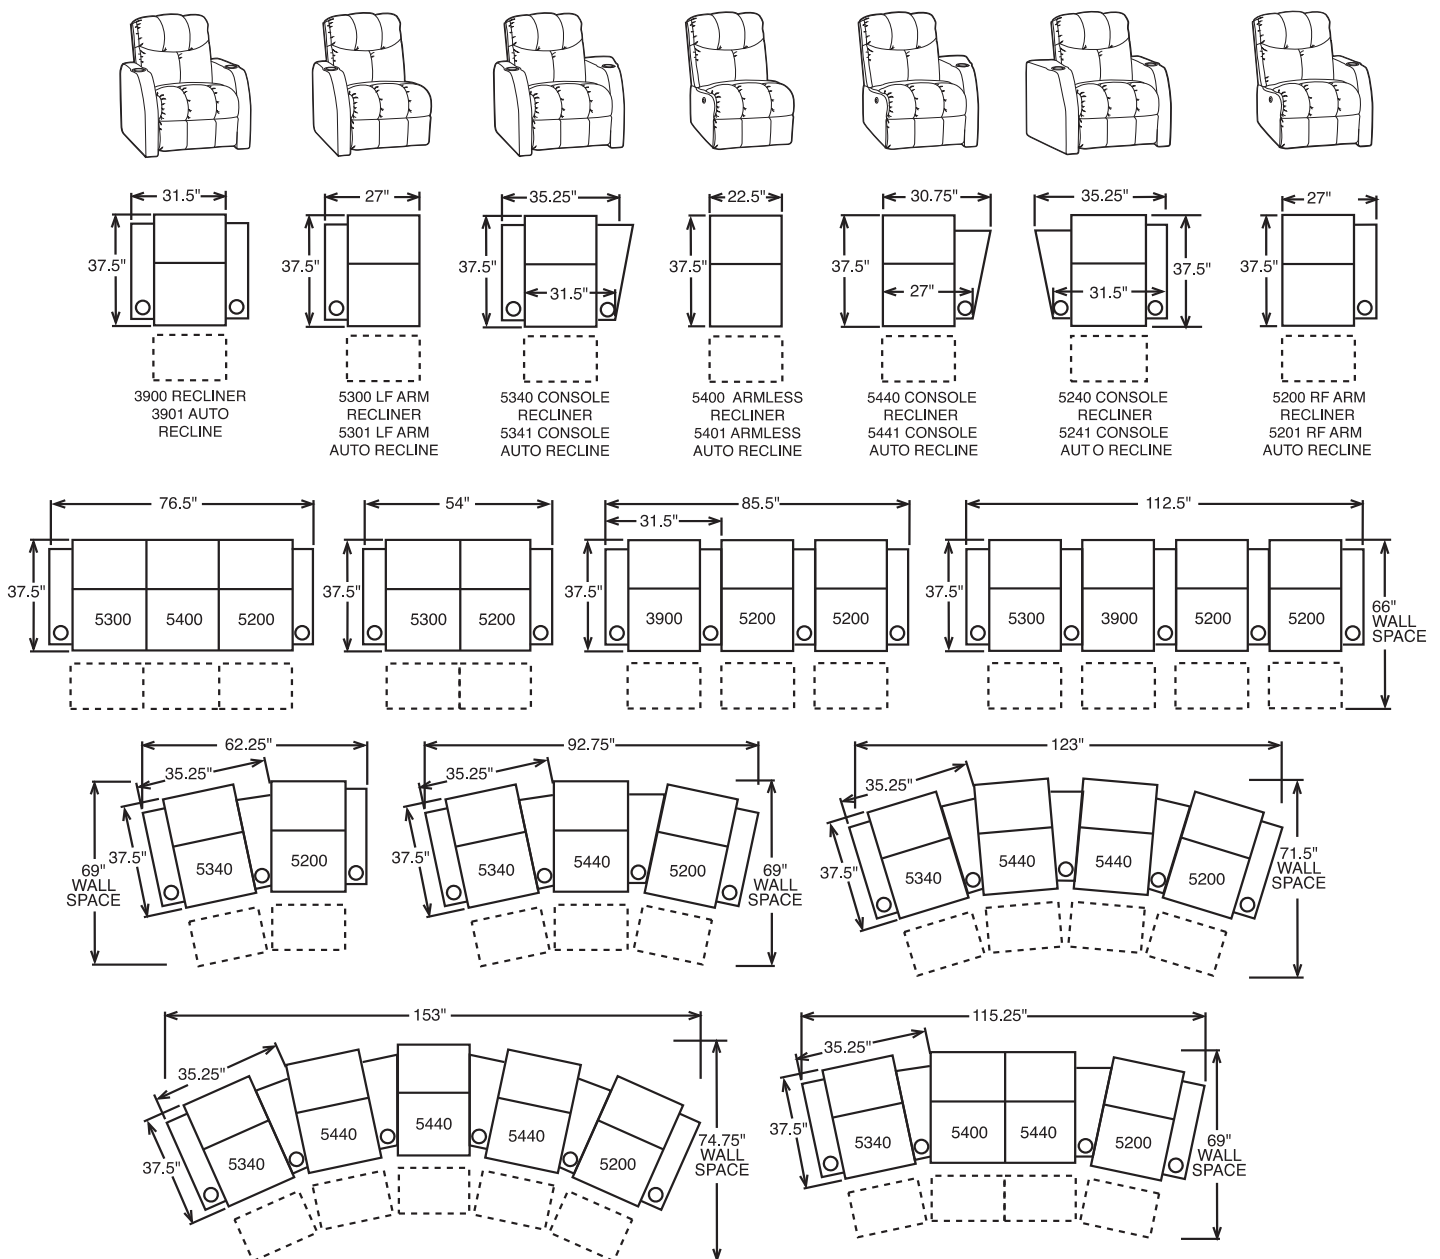 31.5"
27"
35.25"
22.5"
30.75"
35.25"
27"
37.5"
37.5"
37.5"
37.5"
37.5"
37.5"
37.5"
31.5"
27"
31.5"
3900 RECLINER
3901 AUTO
RECLINE
5300 LF ARM
RECLINER
5301 LF ARM
AUTO RECLINE
5340 CONSOLE
RECLINER
5341 CONSOLE
AUTO RECLINE
5400 ARMLESS
RECLINER
5401 ARMLESS
AUTO RECLINE
5440 CONSOLE
RECLINER
5441 CONSOLE
AUTO RECLINE
5240 CONSOLE
RECLINER
5241 CONSOLE
AUT O RECLINE
5200 RF ARM
RECLINER
5201 RF ARM
AUTO RECLINE
76.5"
37.5"
5300
5400
5200
54"
37.5"
5300
5200
85.5"
31.5"
37.5"
3900
5200
5200
112.5"
37.5"
5300
3900
5200
5200
66"
WALL
SPACE
62.25"
35.25"
37.5"
69"
WALL
SPACE
5340
5200
92.75"
35.25"
37.5"
5340
5440
5200
69"
WALL
SPACE
123"
35.25"
37.5"
5340
5440
5440
5200
71.5"
WALL
SPACE
153"
35.25"
37.5"
5340
5440
5440
5440
5200
74.75"
WALL
SPACE
115.25"
35.25"
37.5"
5340
5400
5440
5200
69"
WALL
SPACE